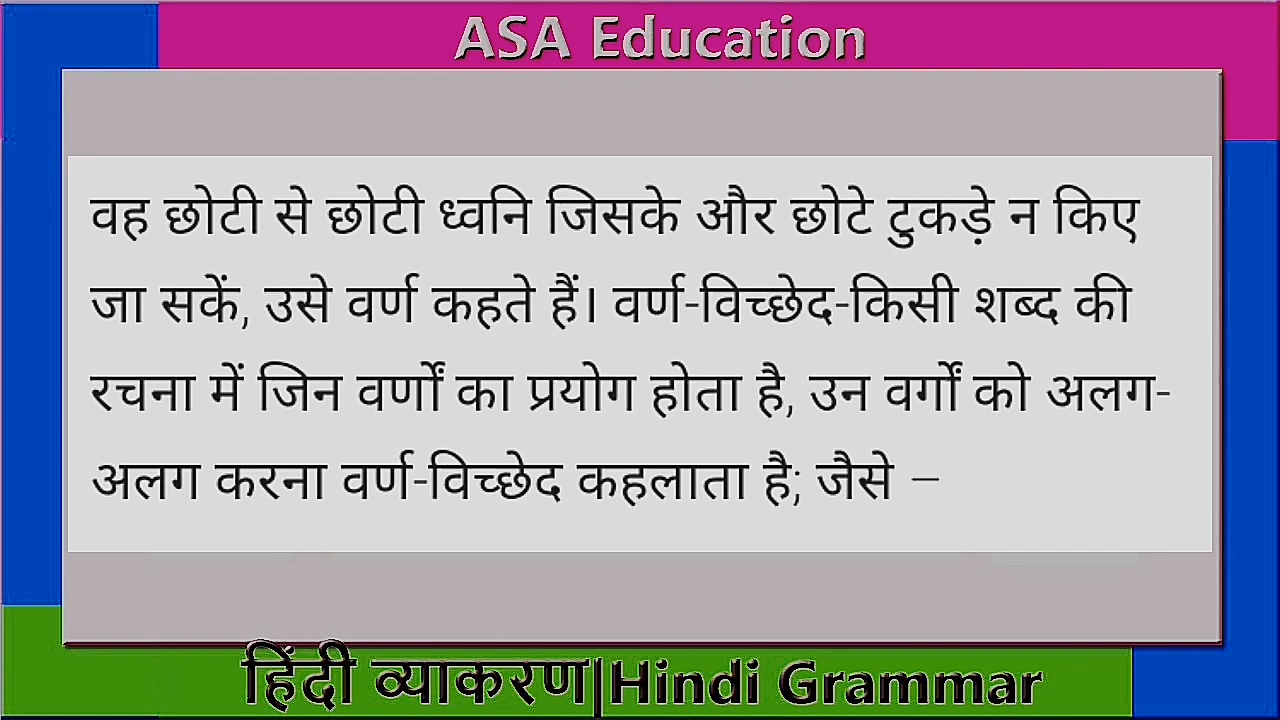 ASA Education
वह छोटी से छोटी ध्वनि जिसके और छोटे टुकड़े न किए
जा सकें, उसे वर्ण कहते हैं। वर्ण-विच्छेद-किसी शब्द की
रचना में जिन वर्णों का प्रयोग होता है, उन वर्गों को अलग-
अलग करना वर्ण-विच्छेद कहलाता है; जैसे –
हिंदी व्याकरण|Hindi Grammar